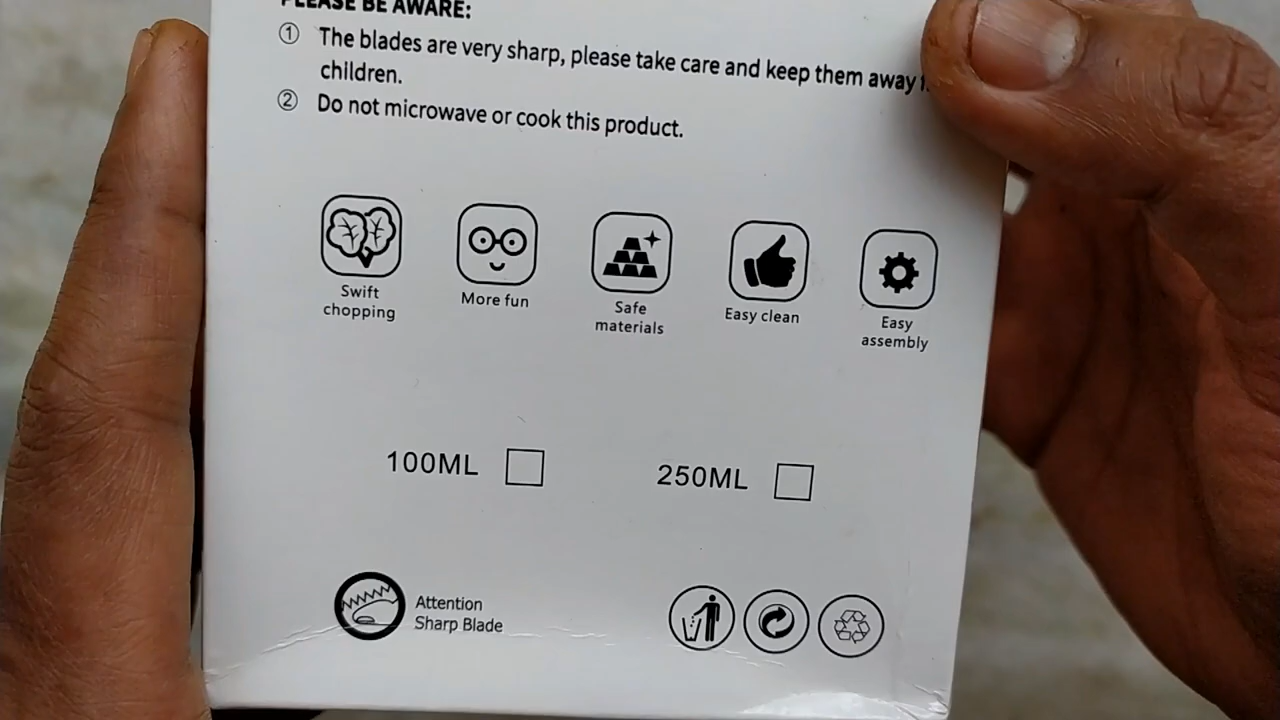 PLEASE BE AWARE:
① The blades are very sharp, please take care and keep them away
children.
② Do not microwave or cook this product.
Swift
chopping
More fun
Safe
materials
Easy clean
Easy
assembly
100ML
250ML
Attention
Sharp Blade